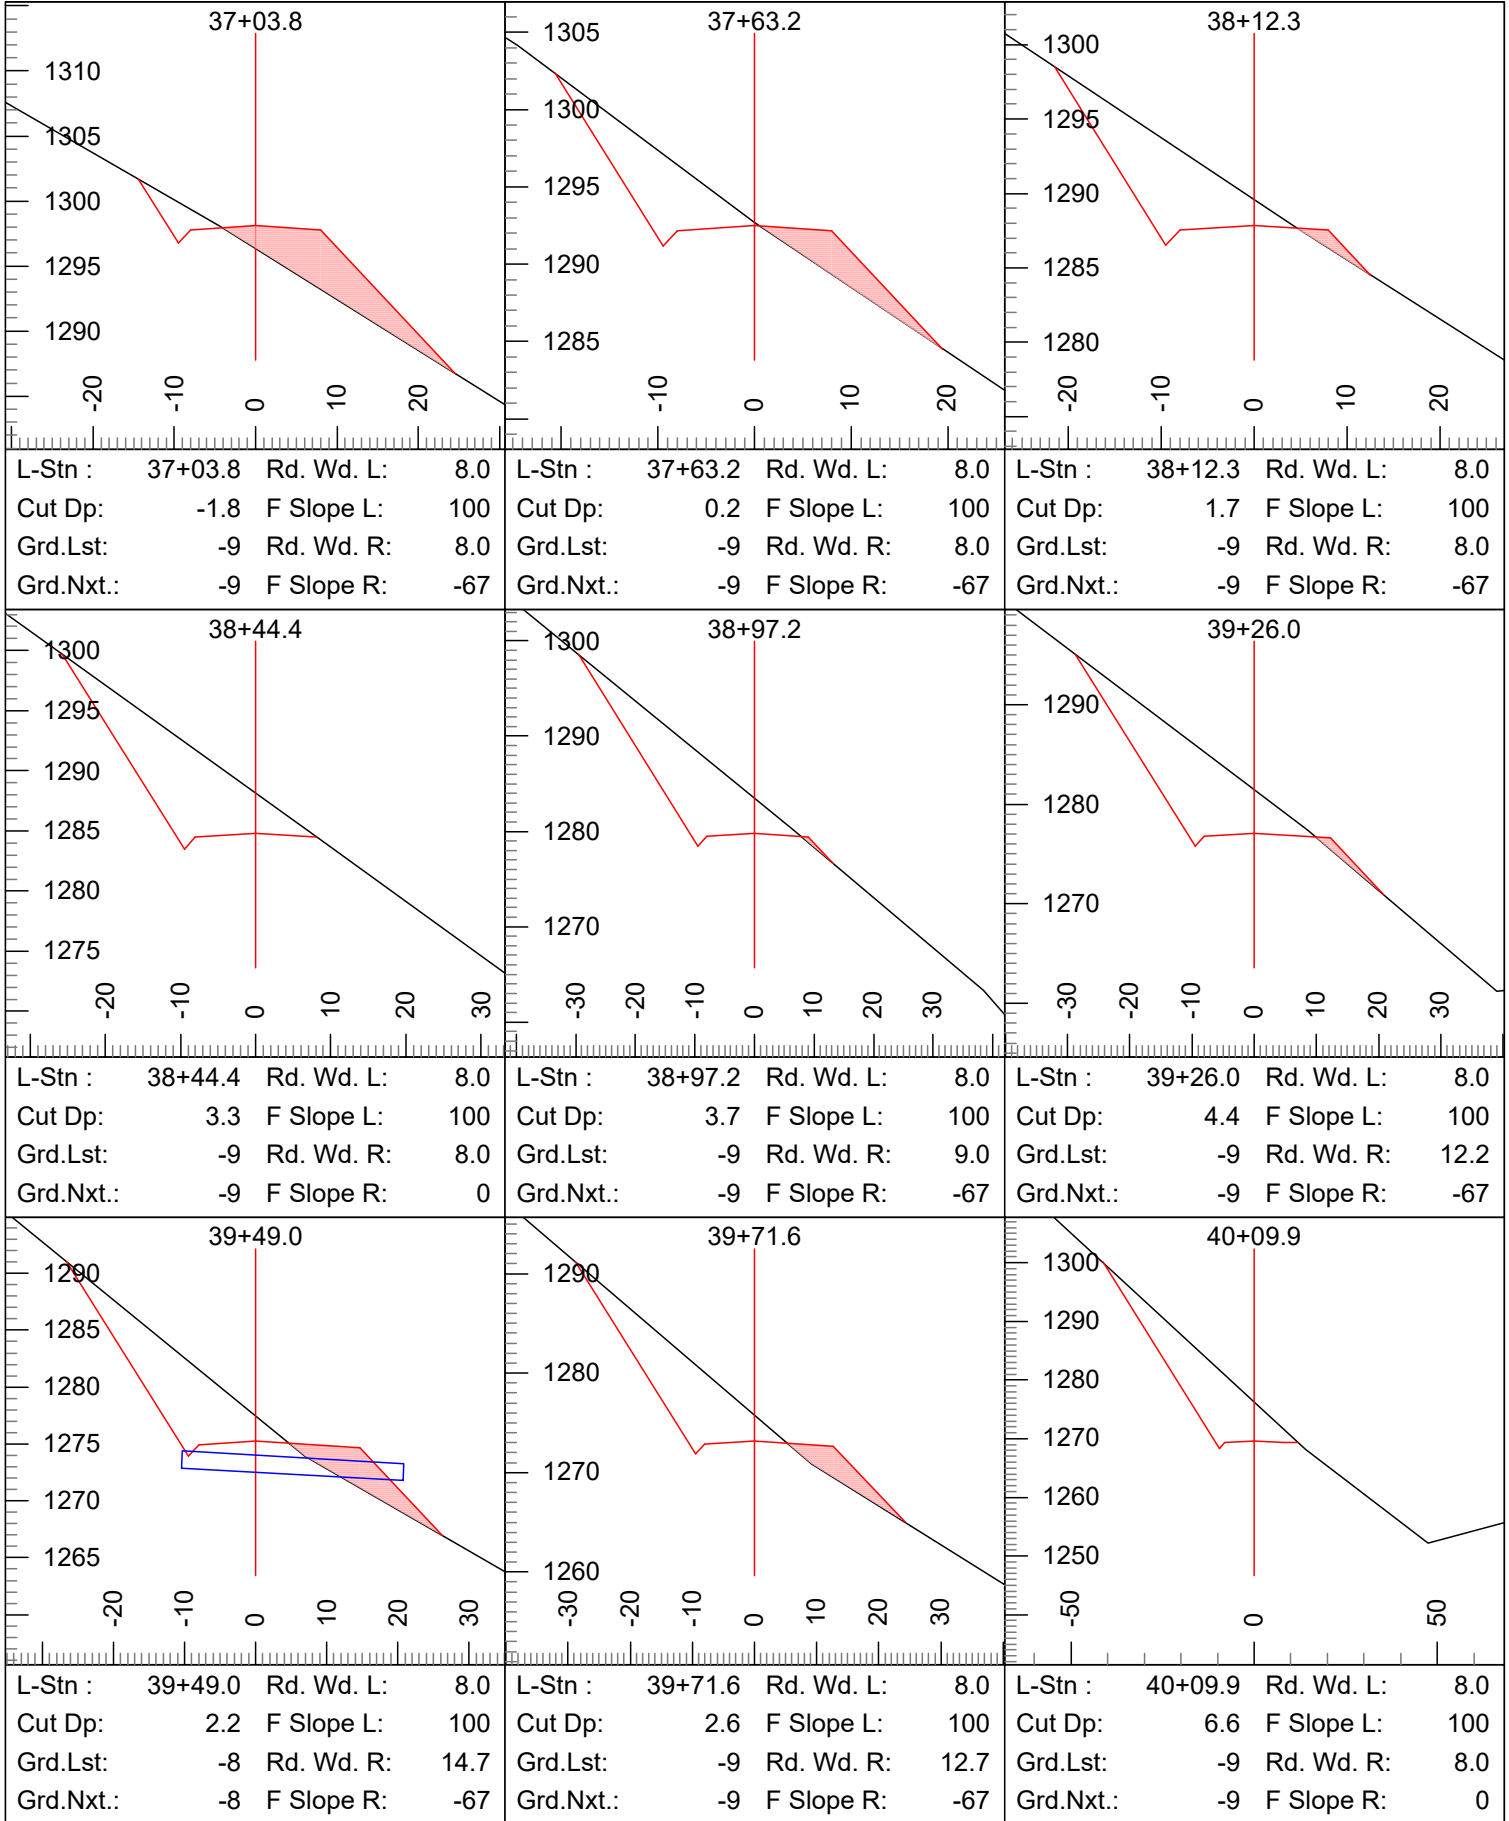 37+03.8
1310
1305
1300
1295
1290
-20 -10 0 10 20
L-Stn : 37+03.8 Rd. Wd. L: 8.0
Cut Dp: -1.8 F Slope L: 100
Grd.Lst: -9 Rd. Wd. R: 8.0
Grd.Nxt.: -9 F Slope R: -67
37+63.2
1305
1300
1295
1290
1285
-10 0 10 20
L-Stn : 37+63.2 Rd. Wd. L: 8.0
Cut Dp: 0.2 F Slope L: 100
Grd.Lst: -9 Rd. Wd. R: 8.0
Grd.Nxt.: -9 F Slope R: -67
38+12.3
1300
1295
1290
1285
1280
-20 -10 0 10 20
L-Stn : 38+12.3 Rd. Wd. L: 8.0
Cut Dp: 1.7 F Slope L: 100
Grd.Lst: -9 Rd. Wd. R: 8.0
Grd.Nxt.: -9 F Slope R: -67
38+44.4
1300
1295
1290
1285
1280
1275
-20 -10 0 10 20 30
L-Stn : 38+44.4 Rd. Wd. L: 8.0
Cut Dp: 3.3 F Slope L: 100
Grd.Lst: -9 Rd. Wd. R: 8.0
Grd.Nxt.: -9 F Slope R: 0
38+97.2
1300
1290
1280
1270
-30 -20 -10 0 10 20 30
L-Stn : 38+97.2 Rd. Wd. L: 8.0
Cut Dp: 3.7 F Slope L: 100
Grd.Lst: -9 Rd. Wd. R: 9.0
Grd.Nxt.: -9 F Slope R: -67
39+26.0
1290
1280
1270
-30 -20 -10 0 10 20 30
L-Stn : 39+26.0 Rd. Wd. L: 8.0
Cut Dp: 4.4 F Slope L: 100
Grd.Lst: -9 Rd. Wd. R: 12.2
Grd.Nxt.: -9 F Slope R: -67
39+49.0
1290
1285
1280
1275
1270
1265
-20 -10 0 10 20 30
L-Stn : 39+49.0 Rd. Wd. L: 8.0
Cut Dp: 2.2 F Slope L: 100
Grd.Lst: -8 Rd. Wd. R: 14.7
Grd.Nxt.: -8 F Slope R: -67
39+71.6
1290
1280
1270
1260
-30 -20 -10 0 10 20 30
L-Stn : 39+71.6 Rd. Wd. L: 8.0
Cut Dp: 2.6 F Slope L: 100
Grd.Lst: -9 Rd. Wd. R: 12.7
Grd.Nxt.: -9 F Slope R: -67
40+09.9
1300
1290
1280
1270
1260
1250
-50 0 50
L-Stn : 40+09.9 Rd. Wd. L: 8.0
Cut Dp: 6.6 F Slope L: 100
Grd.Lst: -9 Rd. Wd. R: 8.0
Grd.Nxt.: -9 F Slope R: 0